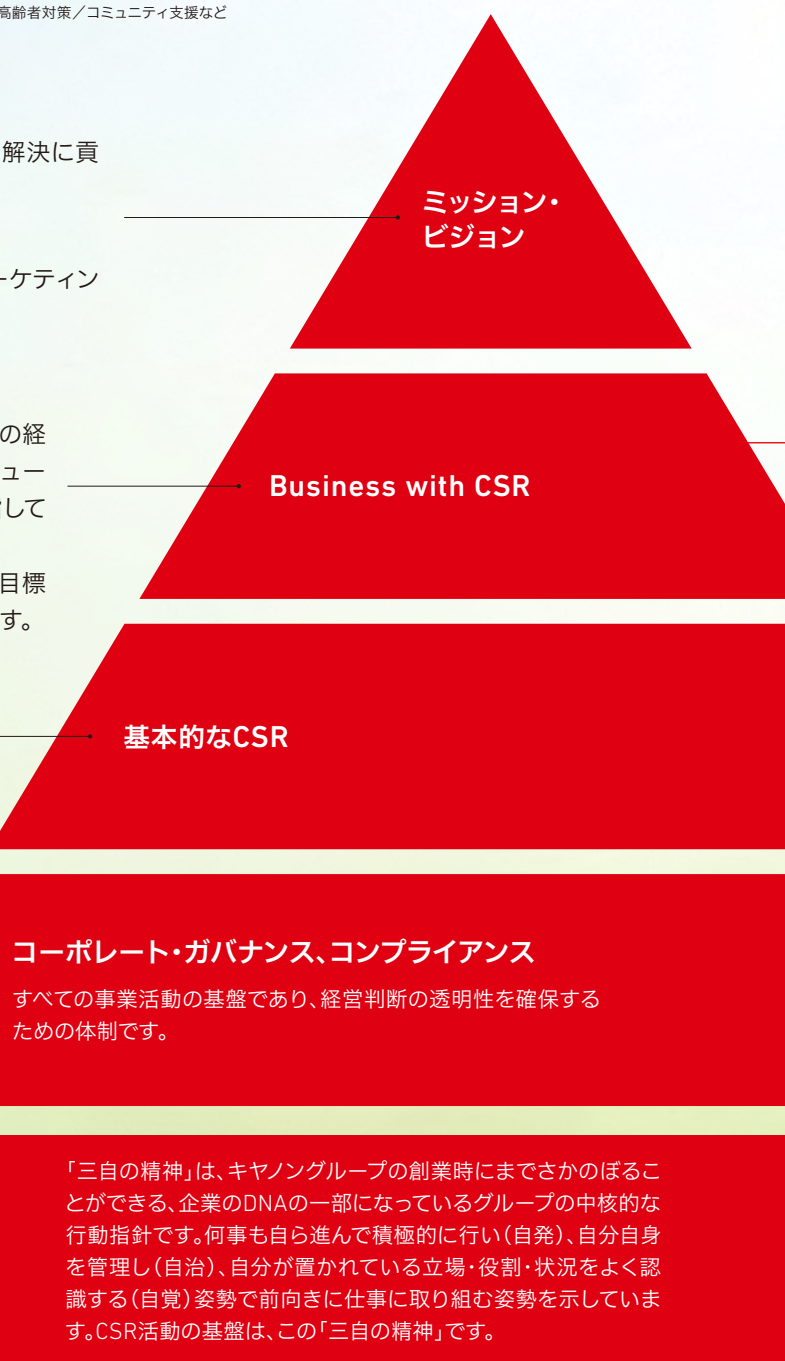 高齢者対策／コミュニティ支援など
解決に貢
ミッション・
ビジョン
ーケティン
の経
ュー
して
Business with CSR
目標
す。
基本的なCSR
コーポレート・ガバナンス、コンプライアンス
すべての事業活動の基盤であり、経営判断の透明性を確保する
ための体制です。
「三自の精神」は、キヤノングループの創業時にまでさかのぼるこ
とができる、企業のDNAの一部になっているグループの中核的な
行動指針です。何事も自ら進んで積極的に行い（自発）、自分自身
を管理し（自治）、自分が置かれている立場・役割・状況をよく認
識する（自覚）姿勢で前向きに仕事に取り組む姿勢を示していま
す。CSR活動の基盤は、この「三自の精神」です。